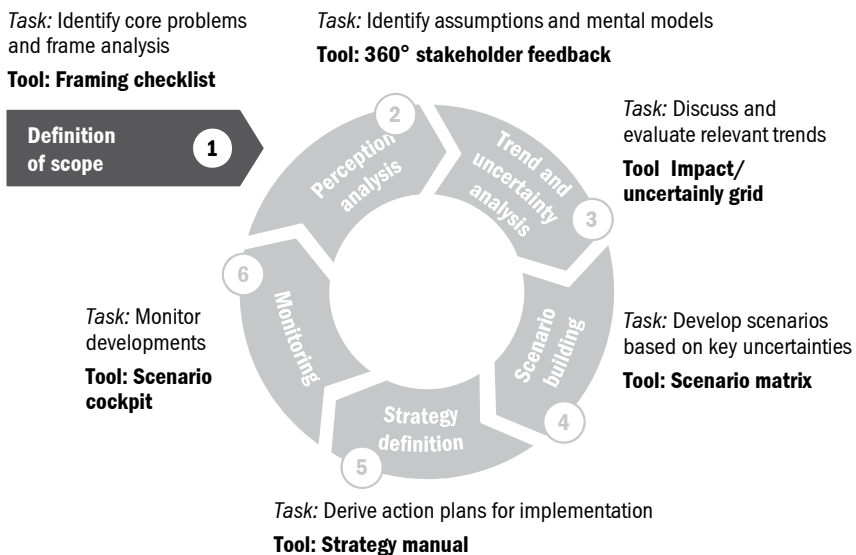 Task: Identify core problems
and frame analysis
Tool: Framing checklist
Task: Identify assumptions and mental models
Tool: 360° stakeholder feedback
Definition
of scope
1
2
Perception
analysis
Trend and
uncertainty
analysis
3
Task: Discuss and
evaluate relevant trends
Tool Impact/
uncertainly grid
6
Monitoring
Task: Monitor
developments
Tool: Scenario
cockpit
Scenario
building
4
Task: Develop scenarios
based on key uncertainties
Tool: Scenario matrix
Strategy
definition
5
Task: Derive action plans for implementation
Tool: Strategy manual